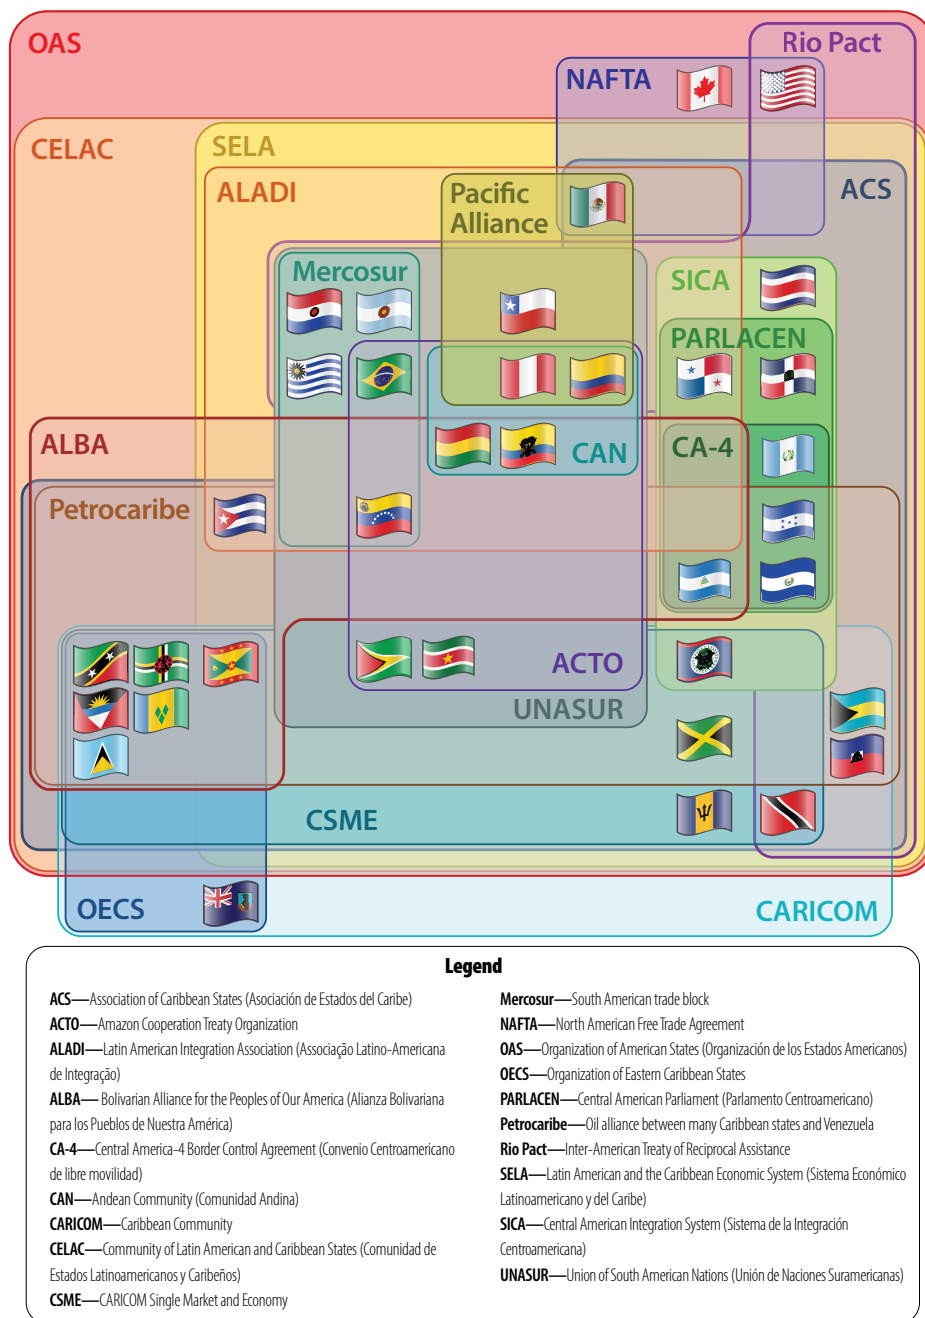 OAS
Rio Pact
NAFTA
CELAC
SELA
ALADI
Pacific
Alliance
ACS
Mercosur
SICA
PARLACEN
ALBA
CAN
CA-4
Petrocaribe
ACTO
UNASUR
CSME
OECS
CARICOM
Legend
ACS—Association of Caribbean States (Asociación de Estados del Caribe)
ACTO—Amazon Cooperation Treaty Organization
ALADI—Latin American Integration Association (Associação Latino-Americana
de Integração)
ALBA— Bolivarian Alliance for the Peoples of Our America (Alianza Bolivariana
para los Pueblos de Nuestra América)
CA-4—Central America-4 Border Control Agreement (Convenio Centroamericano
de libre movilidad)
CAN—Andean Community (Comunidad Andina)
CARICOM—Caribbean Community
CELAC—Community of Latin American and Caribbean States (Comunidad de
Estados Latinoamericanos y Caribeños)
CSME—CARICOM Single Market and Economy
Mercosur—South American trade block
NAFTA—North American Free Trade Agreement
OAS—Organization of American States (Organización de los Estados Americanos)
OECS—Organization of Eastern Caribbean States
PARLACEN—Central American Parliament (Parlamento Centroamericano)
Petrocaribe—Oil alliance between many Caribbean states and Venezuela
Rio Pact—Inter-American Treaty of Reciprocal Assistance
SELA—Latin American and the Caribbean Economic System (Sistema Económico
Latinoamericano y del Caribe)
SICA—Central American Integration System (Sistema de la Integración
Centroamericana)
UNASUR—Union of South American Nations (Unión de Naciones Suramericanas)